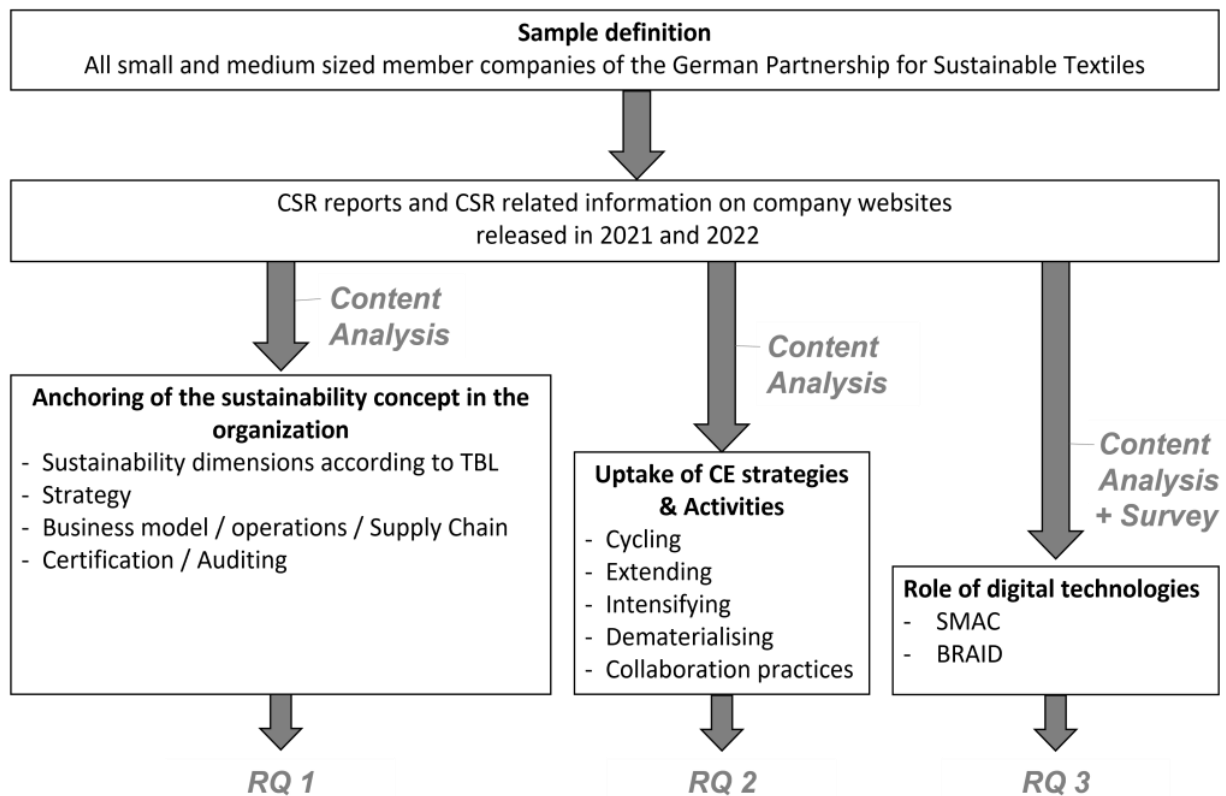 Sample definition
All small and medium sized member companies of the German Partnership for Sustainable Textiles
CSR reports and CSR related information on company websites
released in 2021 and 2022
Content
Analysis
Anchoring of the sustainability concept in the
organization
- Sustainability dimensions according to TBL
- Strategy
- Business model / operations / Supply Chain
- Certification / Auditing
RQ 1
Content
Analysis
Uptake of CE strategies
& Activities
- Cycling
- Extending
- Intensifying
- Dematerialising
- Collaboration practices
RQ 2
Content
Analysis
+ Survey
Role of digital technologies
- SMAC
- BRAID
RQ 3